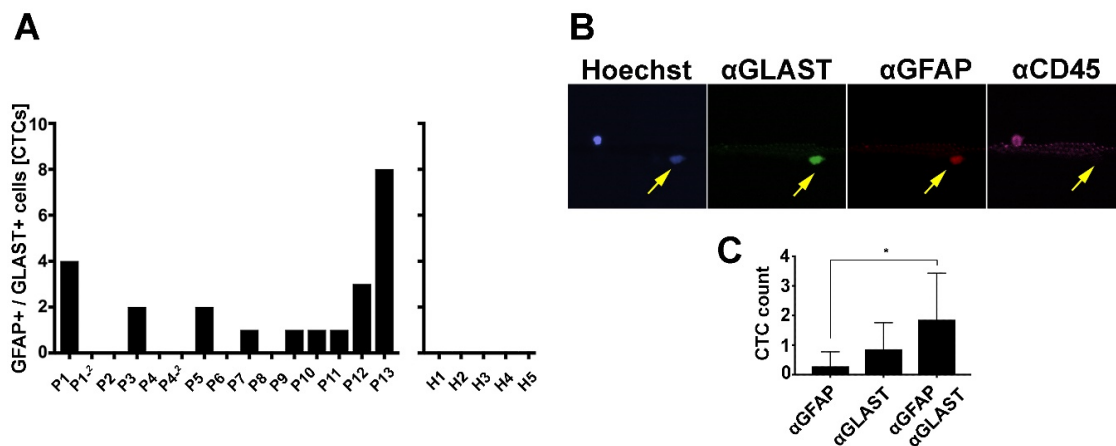 A
GFAP+ / GLAST+ cells [CTCs]
10
8
6
4
2
0
P1
P1-2
P2
P3
P4
P4-2
P5
P6
P7
P8
P9
P10
P11
P12
P13
H1
H2
H3
H4
H5
B
Hoechst αGLAST αGFAP αCD45
C
CTC count
4
3
2
1
0
*
αGFAP
αGLAST
αGFAP
αGLAST